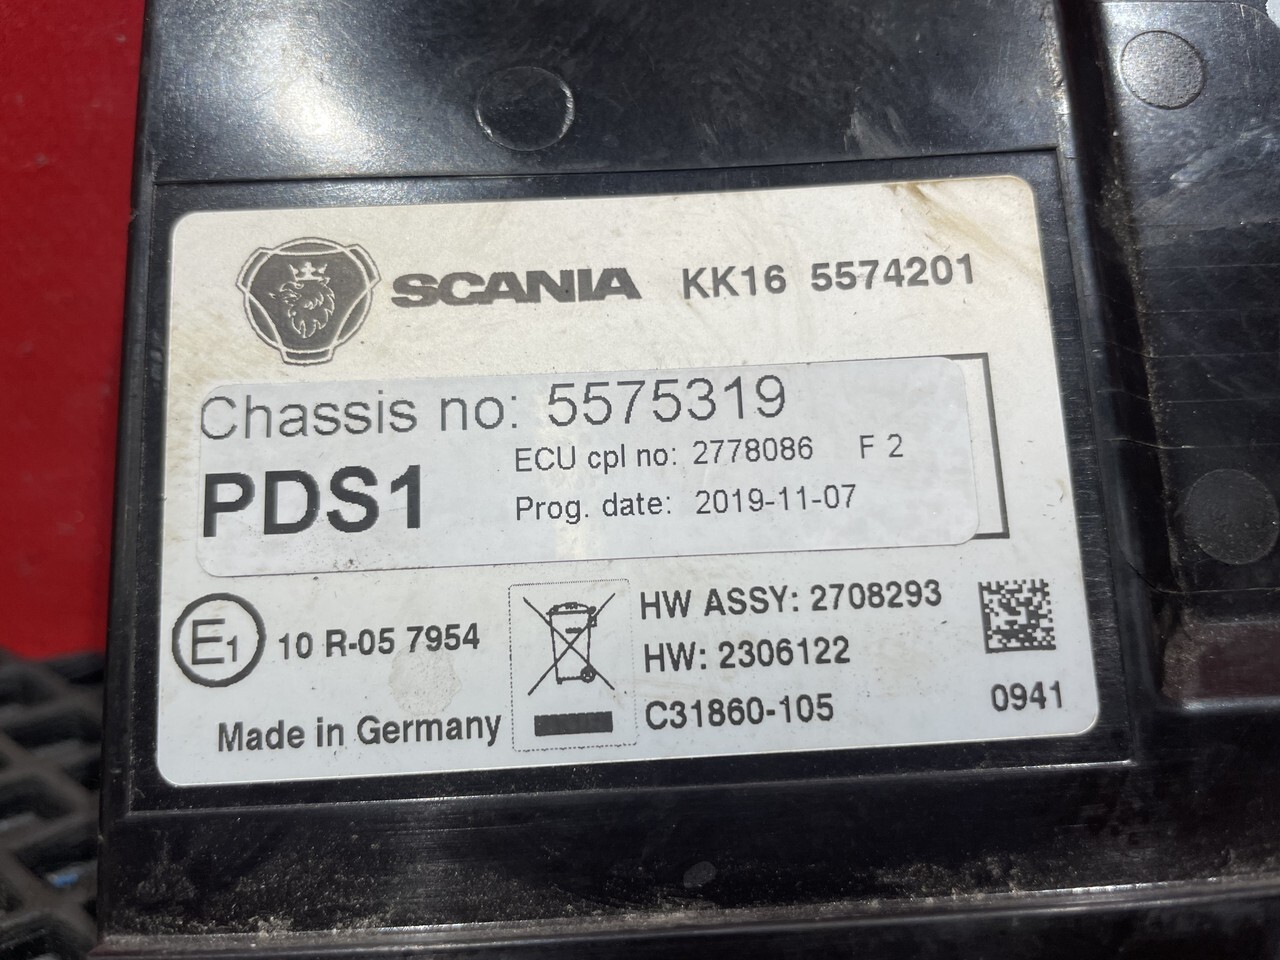 SCANIA KK16 5574201
Chassis no: 5575319
PDS1
ECU cpl no: 2778086 F 2
Prog. date: 2019-11-07
E1 10 R-05 7954
Made in Germany
HW ASSY: 2708293
HW: 2306122
C31860-105
0941